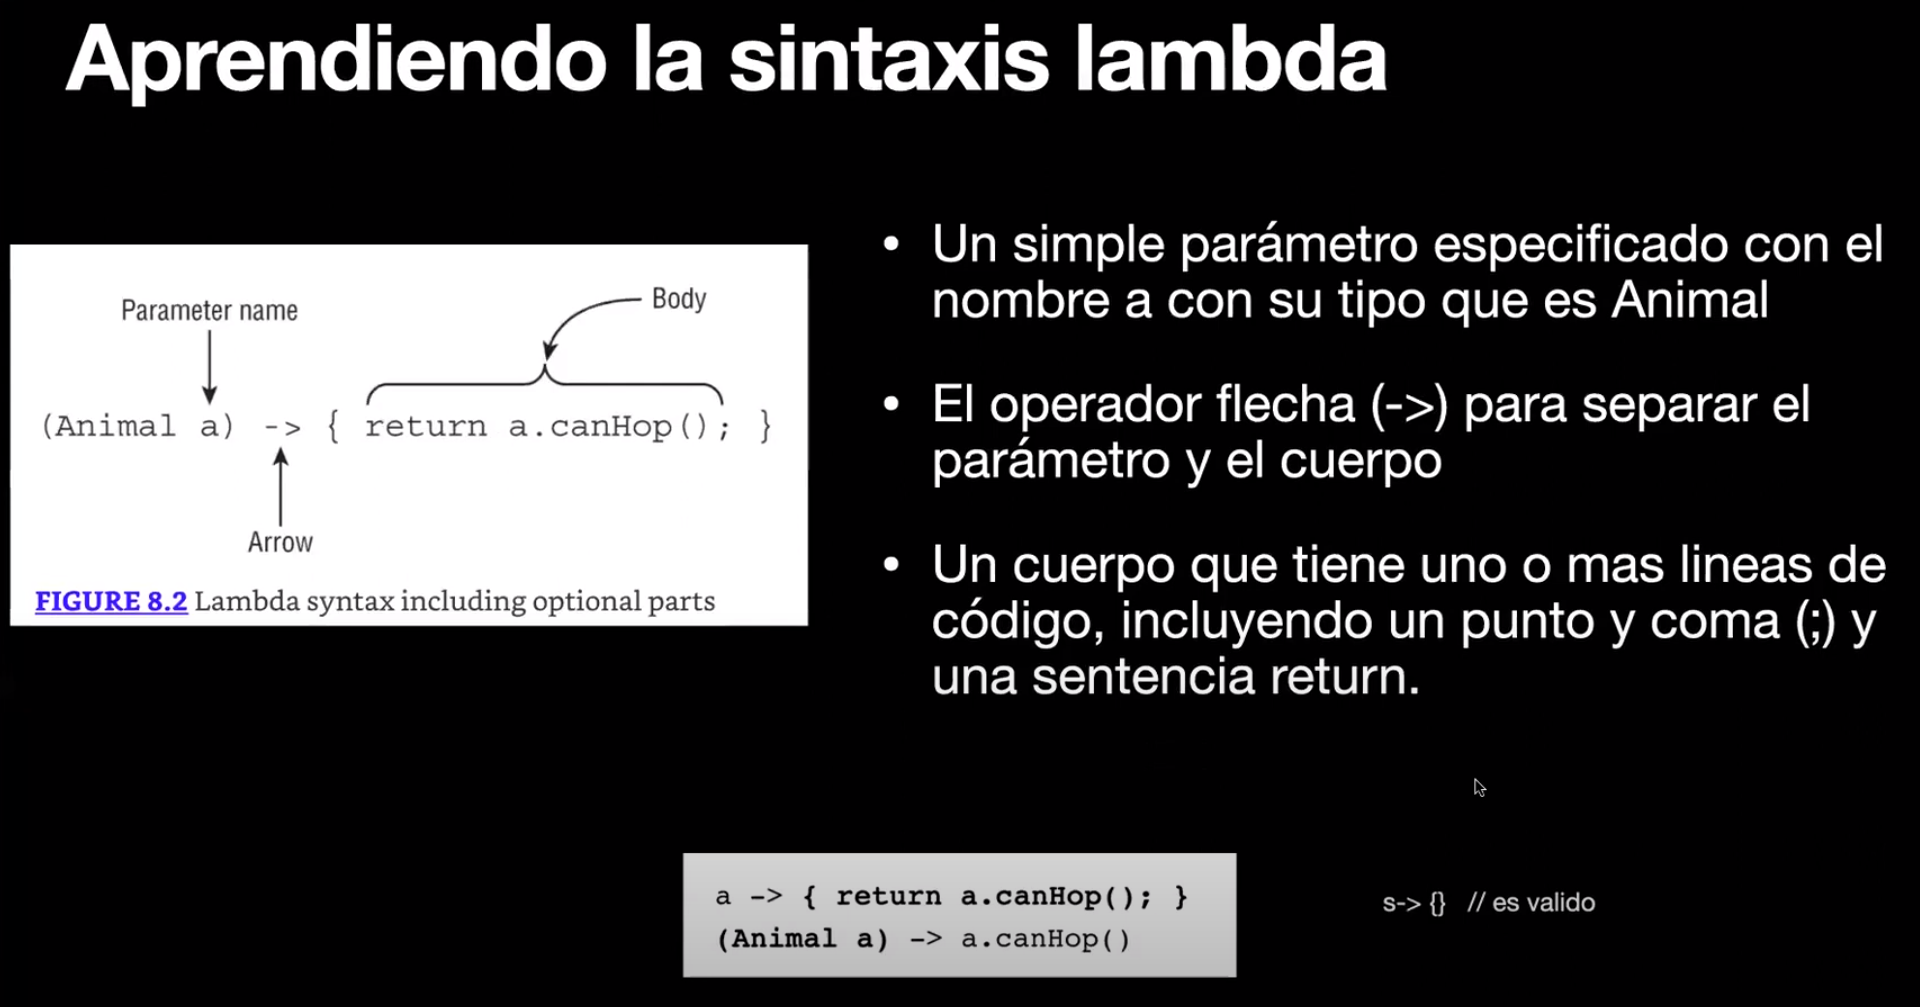 Aprendiendo la sintaxis lambda
Parameter name
Body
(Animal a) -> { return a.canHop(); }
Arrow
FIGURE 8.2 Lambda syntax including optional parts
• Un simple parámetro especificado con el
nombre a con su tipo que es Animal
• El operador flecha (->) para separar el
parámetro y el cuerpo
• Un cuerpo que tiene uno o mas lineas de
código, incluyendo un punto y coma (;) y
una sentencia return.
a -> { return a.canHop(); }
(Animal a) -> a.canHop()
s-> {} // es valido